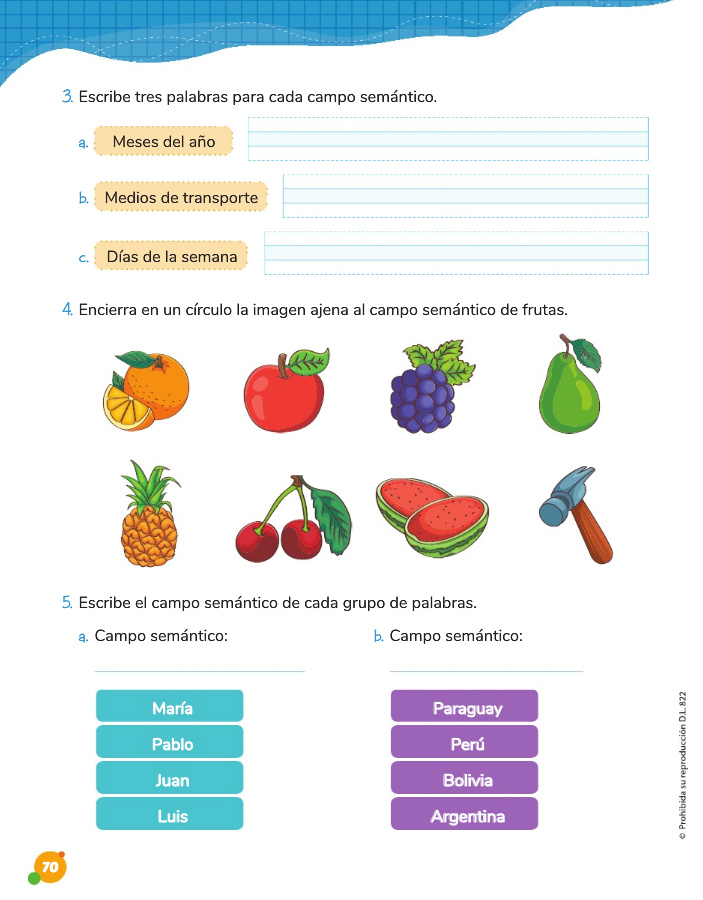 3. Escribe tres palabras para cada campo semántico.
a. Meses del año
b. Medios de transporte
c. Días de la semana
4. Encierra en un círculo la imagen ajena al campo semántico de frutas.
5. Escribe el campo semántico de cada grupo de palabras.
a. Campo semántico:
María
Pablo
Juan
Luis
b. Campo semántico:
Paraguay
Perú
Bolivia
Argentina
© Prohibida su reproducción D.L. 822
70